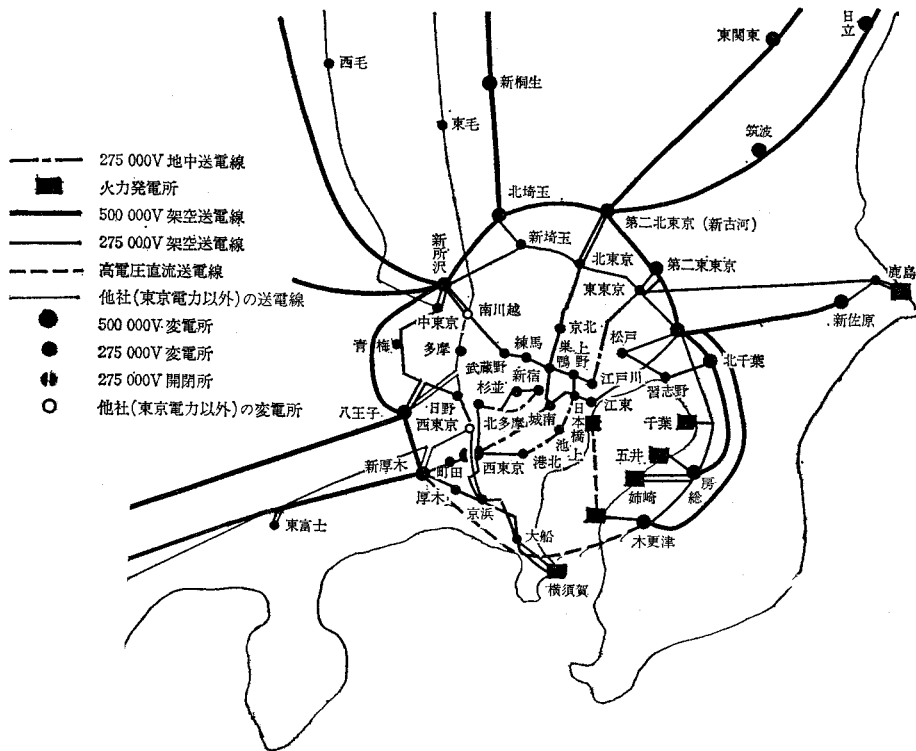 275 000V 地中送電線
火力発電所
500 000V 架空送電線
275 000V 架空送電線
高電圧直流送電線
他社(東京電力以外)の送電線
500 000V 変電所
275 000V 変電所
275 000V 開閉所
他社(東京電力以外)の変電所
西毛
東毛
新桐生
東関東
日立
筑波
北埼玉
第二北東京(新古河)
新所沢
新埼玉
北東京
第二東東京
東東京
鹿島
新佐原
中東京
南川越
青梅
多摩
武蔵野
練馬
京北
巣鴨
上野
松戸
北千葉
新宿
杉並
江戸川
習志野
八王子
日野
西東京
北多摩
城南
日本橋
江東
千葉
池上
五井
新厚木
町田
西東京
港北
姉崎
房総
厚木
京浜
東富士
大船
木更津
横須賀